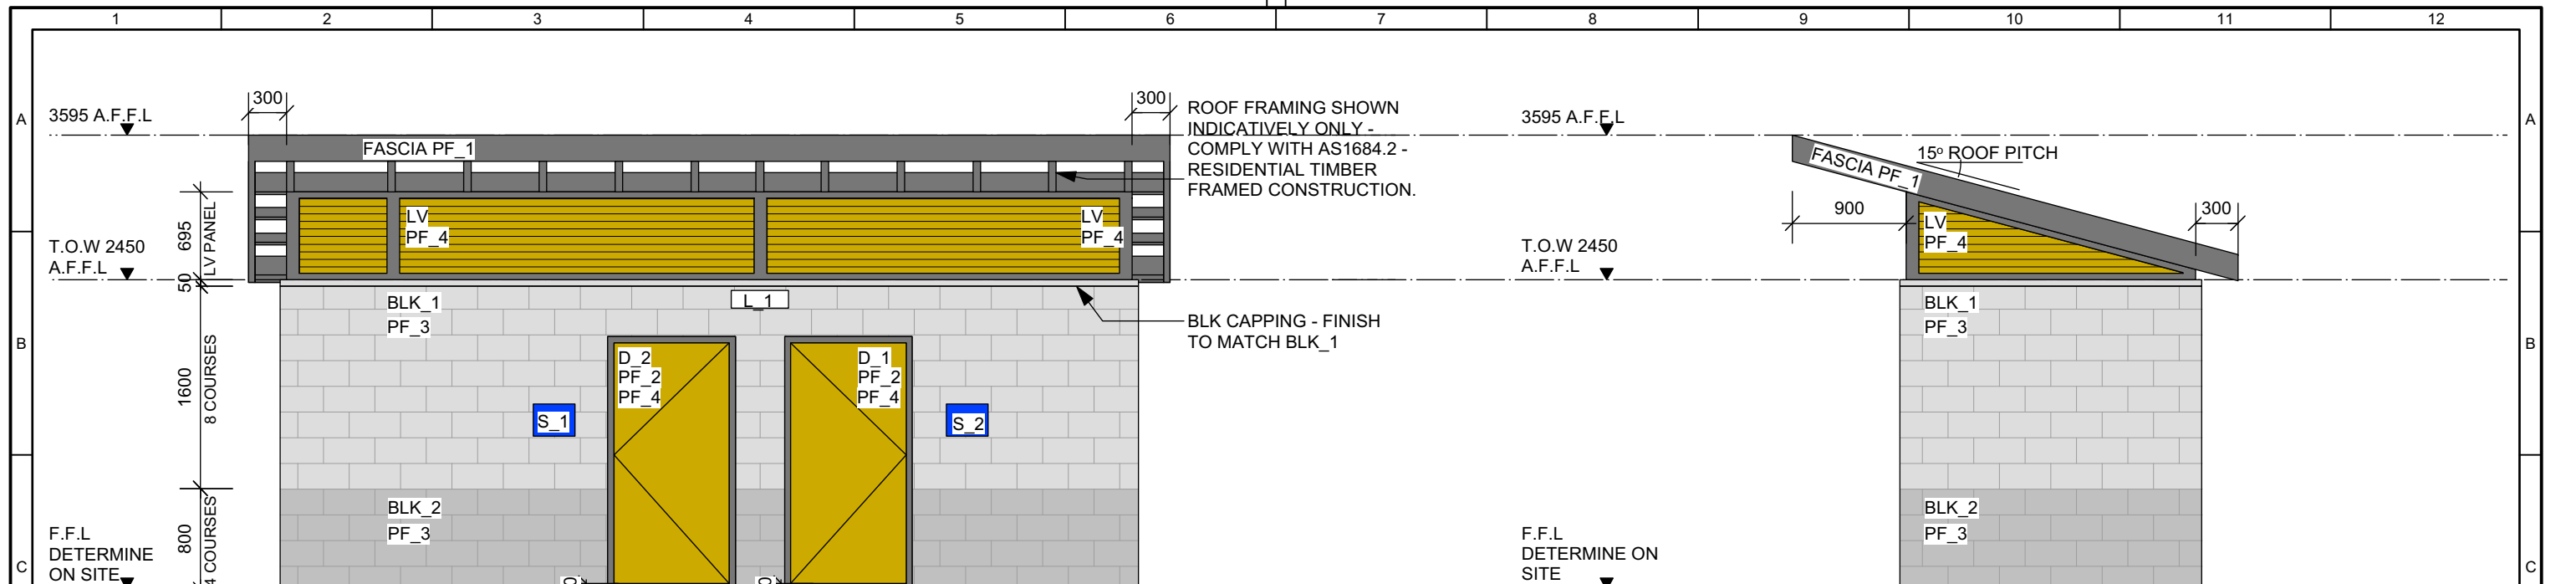 1 2 3 4 5 6 7 8 9 10 11 12
A
3595 A.F.F.L
300
FASCIA PF_1
300
ROOF FRAMING SHOWN
INDICATIVELY ONLY -
COMPLY WITH AS1684.2 -
RESIDENTIAL TIMBER
FRAMED CONSTRUCTION.
3595 A.F.F.L
FASCIA PF_1
15º ROOF PITCH
A
695
LV PANEL
LV
PF_4
LV
PF_4
900
LV
PF_4
300
T.O.W 2450
A.F.F.L
50
T.O.W 2450
A.F.F.L
B
1600
8 COURSES
BLK_1
PF_3
L_1
BLK CAPPING - FINISH
TO MATCH BLK_1
BLK_1
PF_3
B
D_2
PF_2
PF_4
D_1
PF_2
PF_4
S_1
S_2
C
F.F.L
DETERMINE
ON SITE
800
4 COURSES
BLK_2
PF_3
F.F.L
DETERMINE ON
SITE
BLK_2
PF_3
C